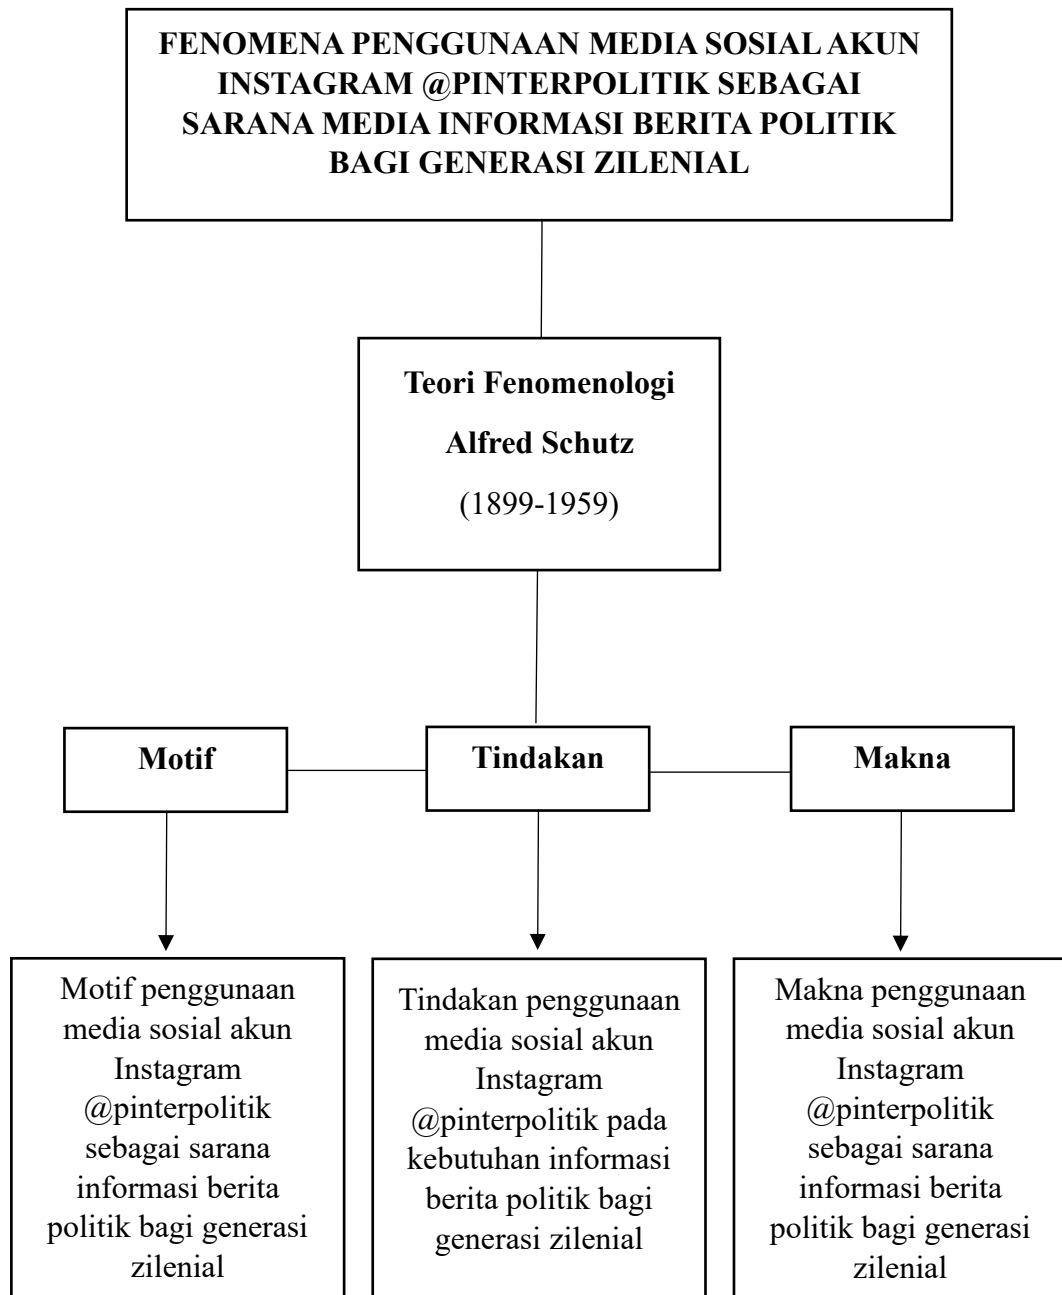 FENOMENA PENGGUNAAN MEDIA SOSIAL AKUN
INSTAGRAM @PINTERPOLITIK SEBAGAI
SARANA MEDIA INFORMASI BERITA POLITIK
BAGI GENERASI ZILENIAL
Teori Fenomenologi
Alfred Schutz
(1899-1959)
Motif
Tindakan
Makna
Motif penggunaan
media sosial akun
Instagram
@pinterpolitik
sebagai sarana
informasi berita
politik bagi generasi
zilenial
Tindakan penggunaan
media sosial akun
Instagram
@pinterpolitik pada
kebutuhan informasi
berita politik bagi
generasi zilenial
Makna penggunaan
media sosial akun
Instagram
@pinterpolitik
sebagai sarana
informasi berita
politik bagi generasi
zilenial